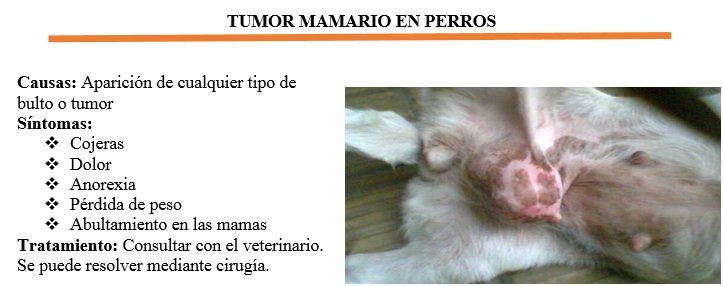 TUMOR MAMARIO EN PERROS
Causas: Aparición de cualquier tipo de
bulto o tumor
Síntomas:
❖ Cojeras
❖ Dolor
❖ Anorexia
❖ Pérdida de peso
❖ Abultamiento en las mamas
Tratamiento: Consultar con el veterinario.
Se puede resolver mediante cirugía.